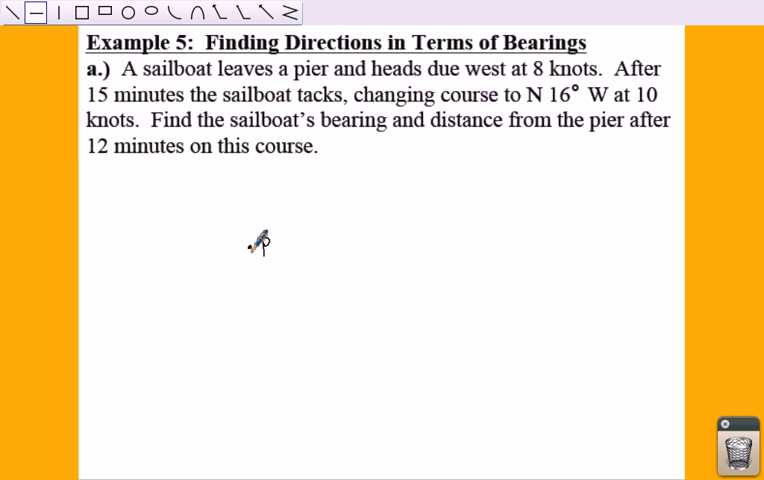 Example 5: Finding Directions in Terms of Bearings
a.) A sailboat leaves a pier and heads due west at 8 knots. After
15 minutes the sailboat tacks, changing course to N 16° W at 10
knots. Find the sailboat's bearing and distance from the pier after
12 minutes on this course.
P